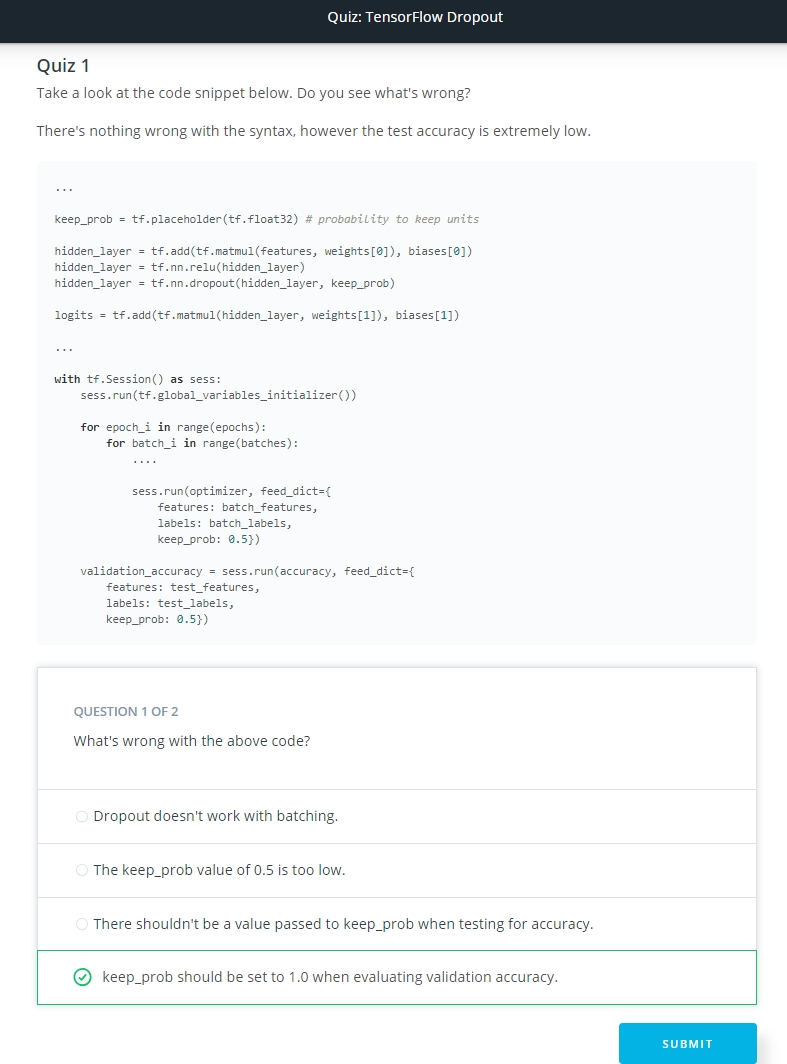 Quiz: TensorFlow Dropout
Quiz 1
Take a look at the code snippet below. Do you see what's wrong?
There's nothing wrong with the syntax, however the test accuracy is extremely low.
...
keep_prob = tf.placeholder(tf.float32) # probability to keep units
hidden_layer = tf.add(tf.matmul(features, weights[0]), biases[0])
hidden_layer = tf.nn.relu(hidden_layer)
hidden_layer = tf.nn.dropout(hidden_layer, keep_prob)
logits = tf.add(tf.matmul(hidden_layer, weights[1]), biases[1])
...
with tf.Session() as sess:
    sess.run(tf.global_variables_initializer())
    for epoch_i in range(epochs):
        for batch_i in range(batches):
            ....
            sess.run(optimizer, feed_dict={
                features: batch_features,
                labels: batch_labels,
                keep_prob: 0.5})
    validation_accuracy = sess.run(accuracy, feed_dict={
        features: test_features,
        labels: test_labels,
        keep_prob: 0.5})
QUESTION 1 OF 2
What's wrong with the above code?
Dropout doesn't work with batching.
The keep_prob value of 0.5 is too low.
There shouldn't be a value passed to keep_prob when testing for accuracy.
keep_prob should be set to 1.0 when evaluating validation accuracy.
SUBMIT